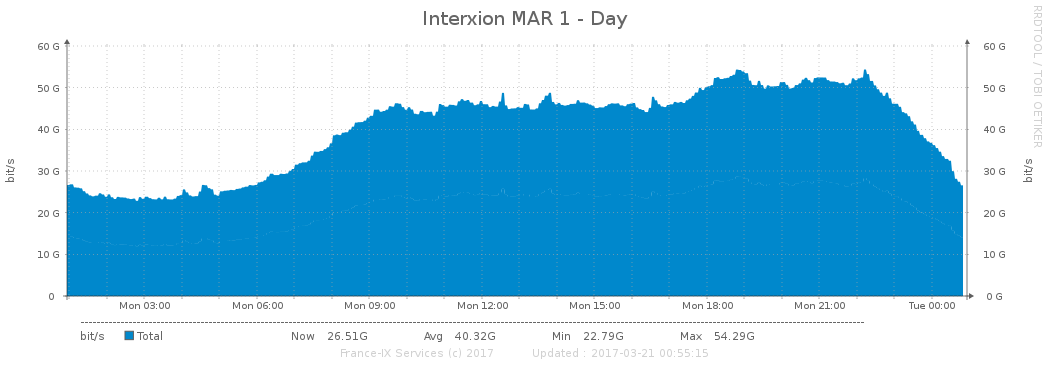 Interxion MAR 1 - Day
RRDTOOL / TOBI OETIKER
60 G 60 G
50 G 50 G
40 G 40 G
30 G 30 G
20 G 20 G
10 G 10 G
0 0 G
bit/s bit/s
Mon 03:00 Mon 06:00 Mon 09:00 Mon 12:00 Mon 15:00 Mon 18:00 Mon 21:00 Tue 00:00
bit/s Total Now 26.51G Avg 40.32G Min 22.79G Max 54.29G
France-IX Services (c) 2017 Updated : 2017-03-21 00:55:15